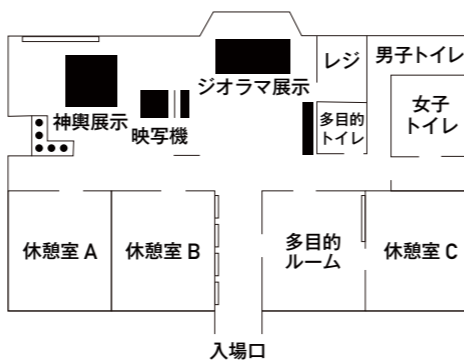 レジ
男子トイレ
ジオラマ展示
女子
トイレ
神輿展示
映写機
多目的
トイレ
休憩室 A
休憩室 B
多目的
ルーム
休憩室 C
入場口